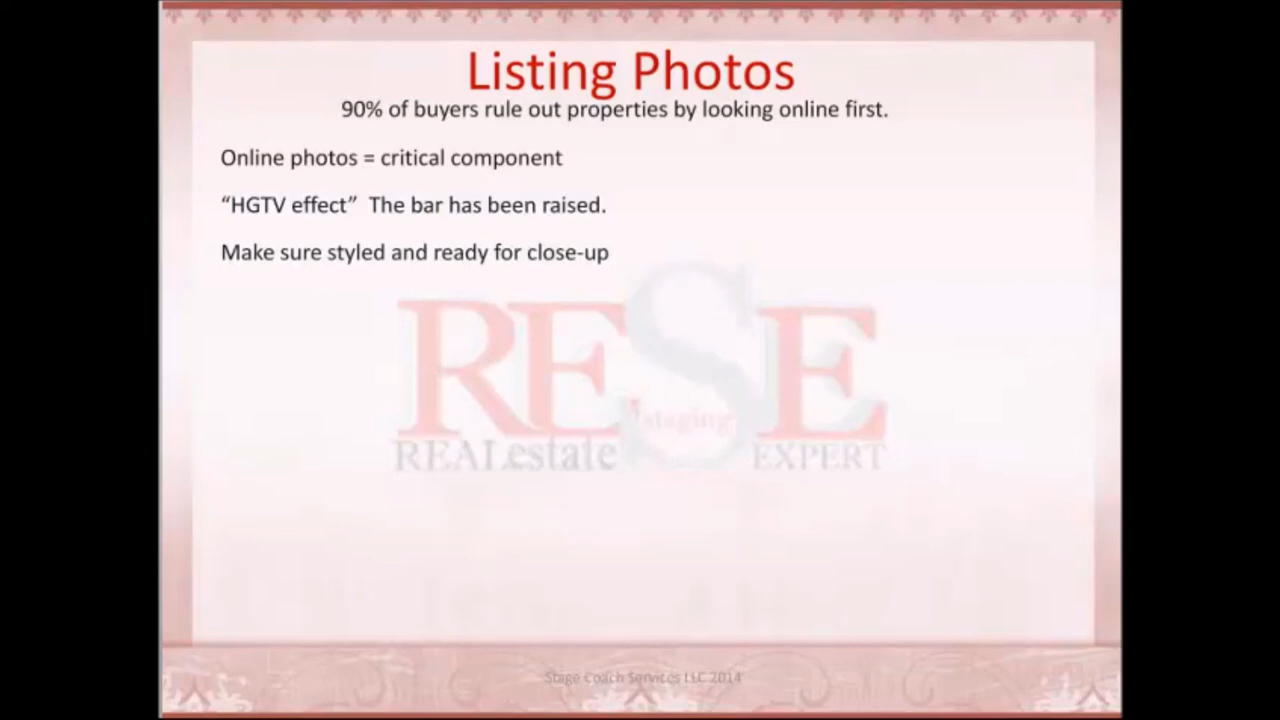 Listing Photos
90% of buyers rule out properties by looking online first.
Online photos = critical component
“HGTV effect”  The bar has been raised.
Make sure styled and ready for close-up
RESE
staging
REALestate EXPERT
Stage Coach Services LLC 2014